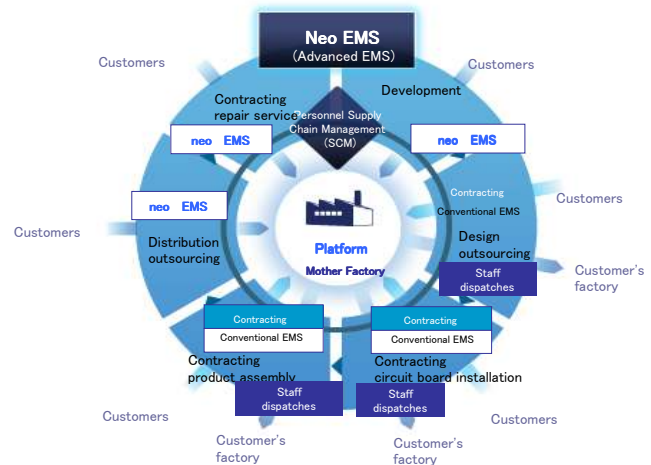 Neo EMS
(Advanced EMS)
Customers
Customers
Contracting
repair service
Development
Personnel Supply
Chain Management
(SCM)
neo EMS
neo EMS
neo EMS
Contracting
Conventional EMS
Customers
Customers
Distribution
outsourcing
Platform
Mother Factory
Design
outsourcing
Staff
dispatches
Customer's
factory
Contracting
Conventional EMS
Contracting
Conventional EMS
Contracting
product assembly
Contracting
circuit board installation
Staff
dispatches
Staff
dispatches
Customers
Customers
Customer's
factory
Customer's
factory